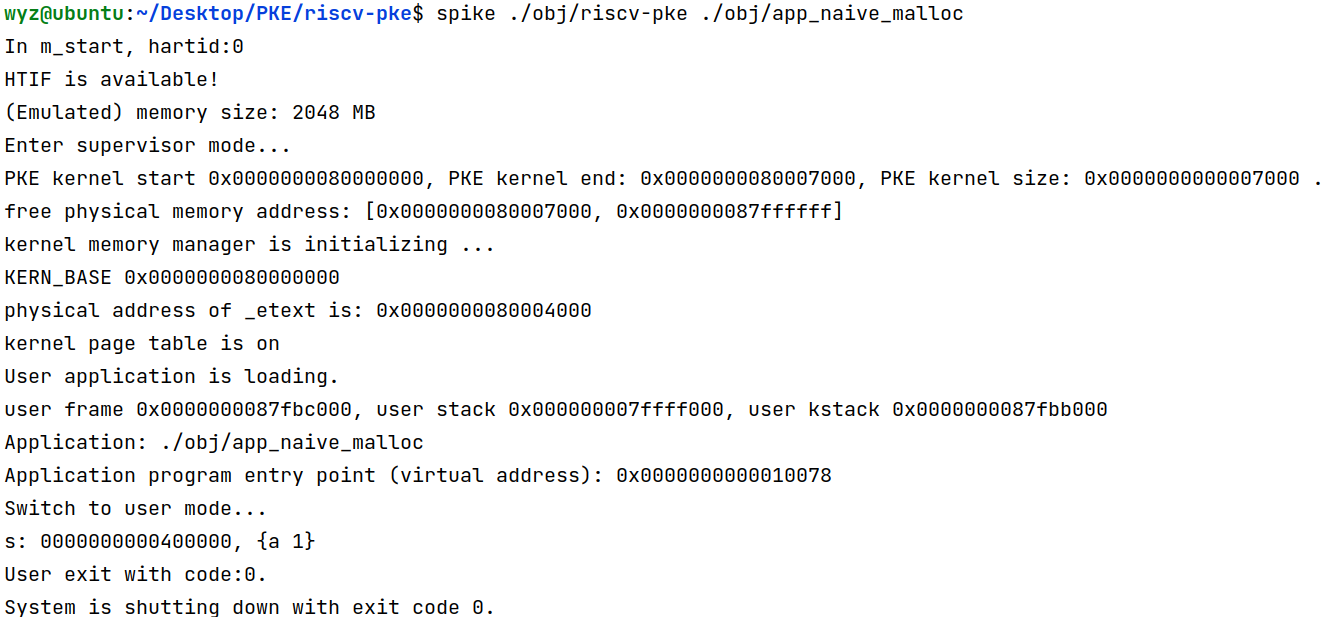 wyz@ubuntu:~/Desktop/PKE/riscv-pke$ spike ./obj/riscv-pke ./obj/app_naive_malloc
In m_start, hartid:0
HTIF is available!
(Emulated) memory size: 2048 MB
Enter supervisor mode...
PKE kernel start 0x0000000080000000, PKE kernel end: 0x0000000080007000, PKE kernel size: 0x0000000000007000 .
free physical memory address: [0x0000000080007000, 0x0000000087ffffff]
kernel memory manager is initializing ...
KERN_BASE 0x0000000080000000
physical address of _etext is: 0x0000000080004000
kernel page table is on
User application is loading.
user frame 0x0000000087fbc000, user stack 0x000000007ffff000, user kstack 0x0000000087fbb000
Application: ./obj/app_naive_malloc
Application program entry point (virtual address): 0x0000000000010078
Switch to user mode...
s: 0000000000400000, {a 1}
User exit with code:0.
System is shutting down with exit code 0.